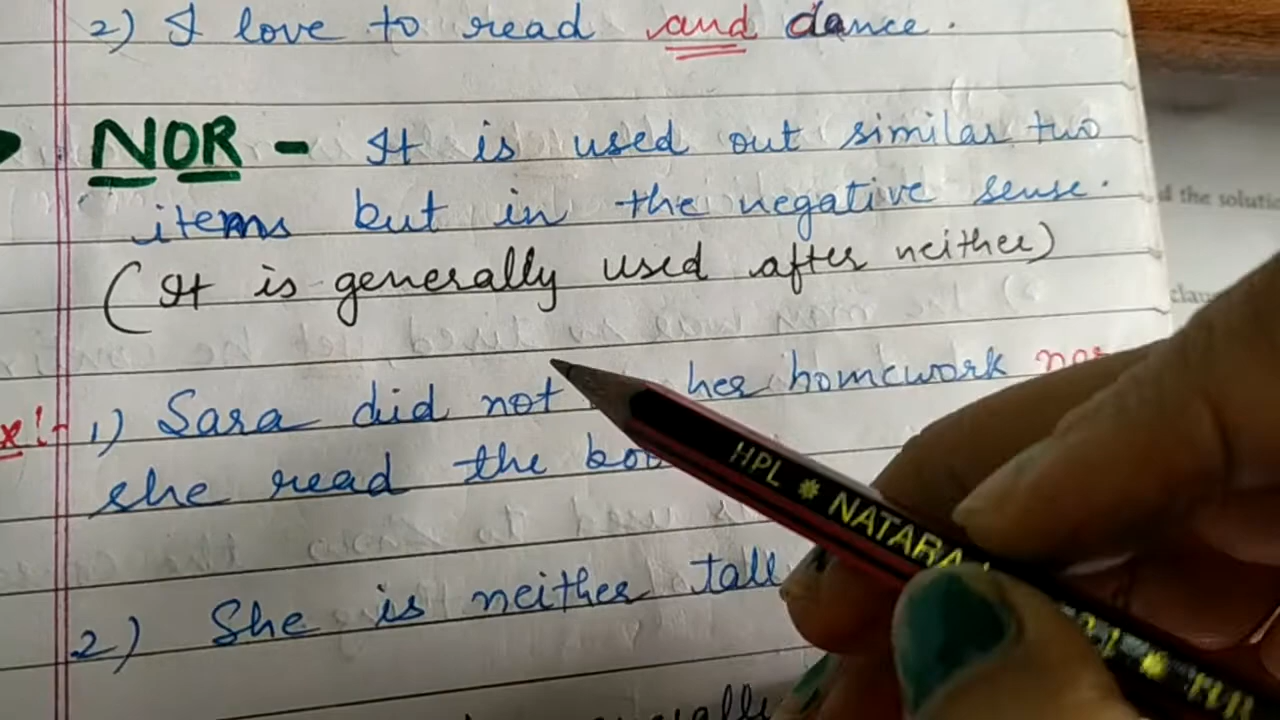 2) I love to read and dance.
NOR - It is used out similar two
items but in the negative sense.
(It is generally used after neither)
1) Sara did not her homework nor
she read the
2) She is neither tall
HPL NATARA
d the